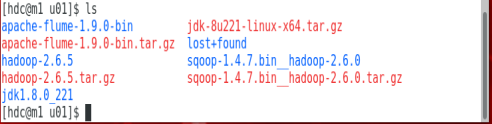 [hdc@m1 u01]$ ls
apache-flume-1.9.0-bin jdk-8u221-linux-x64.tar.gz
apache-flume-1.9.0-bin.tar.gz lost+found
hadoop-2.6.5 sqoop-1.4.7.bin__hadoop-2.6.0
hadoop-2.6.5.tar.gz sqoop-1.4.7.bin__hadoop-2.6.0.tar.gz
jdk1.8.0_221
[hdc@m1 u01]$